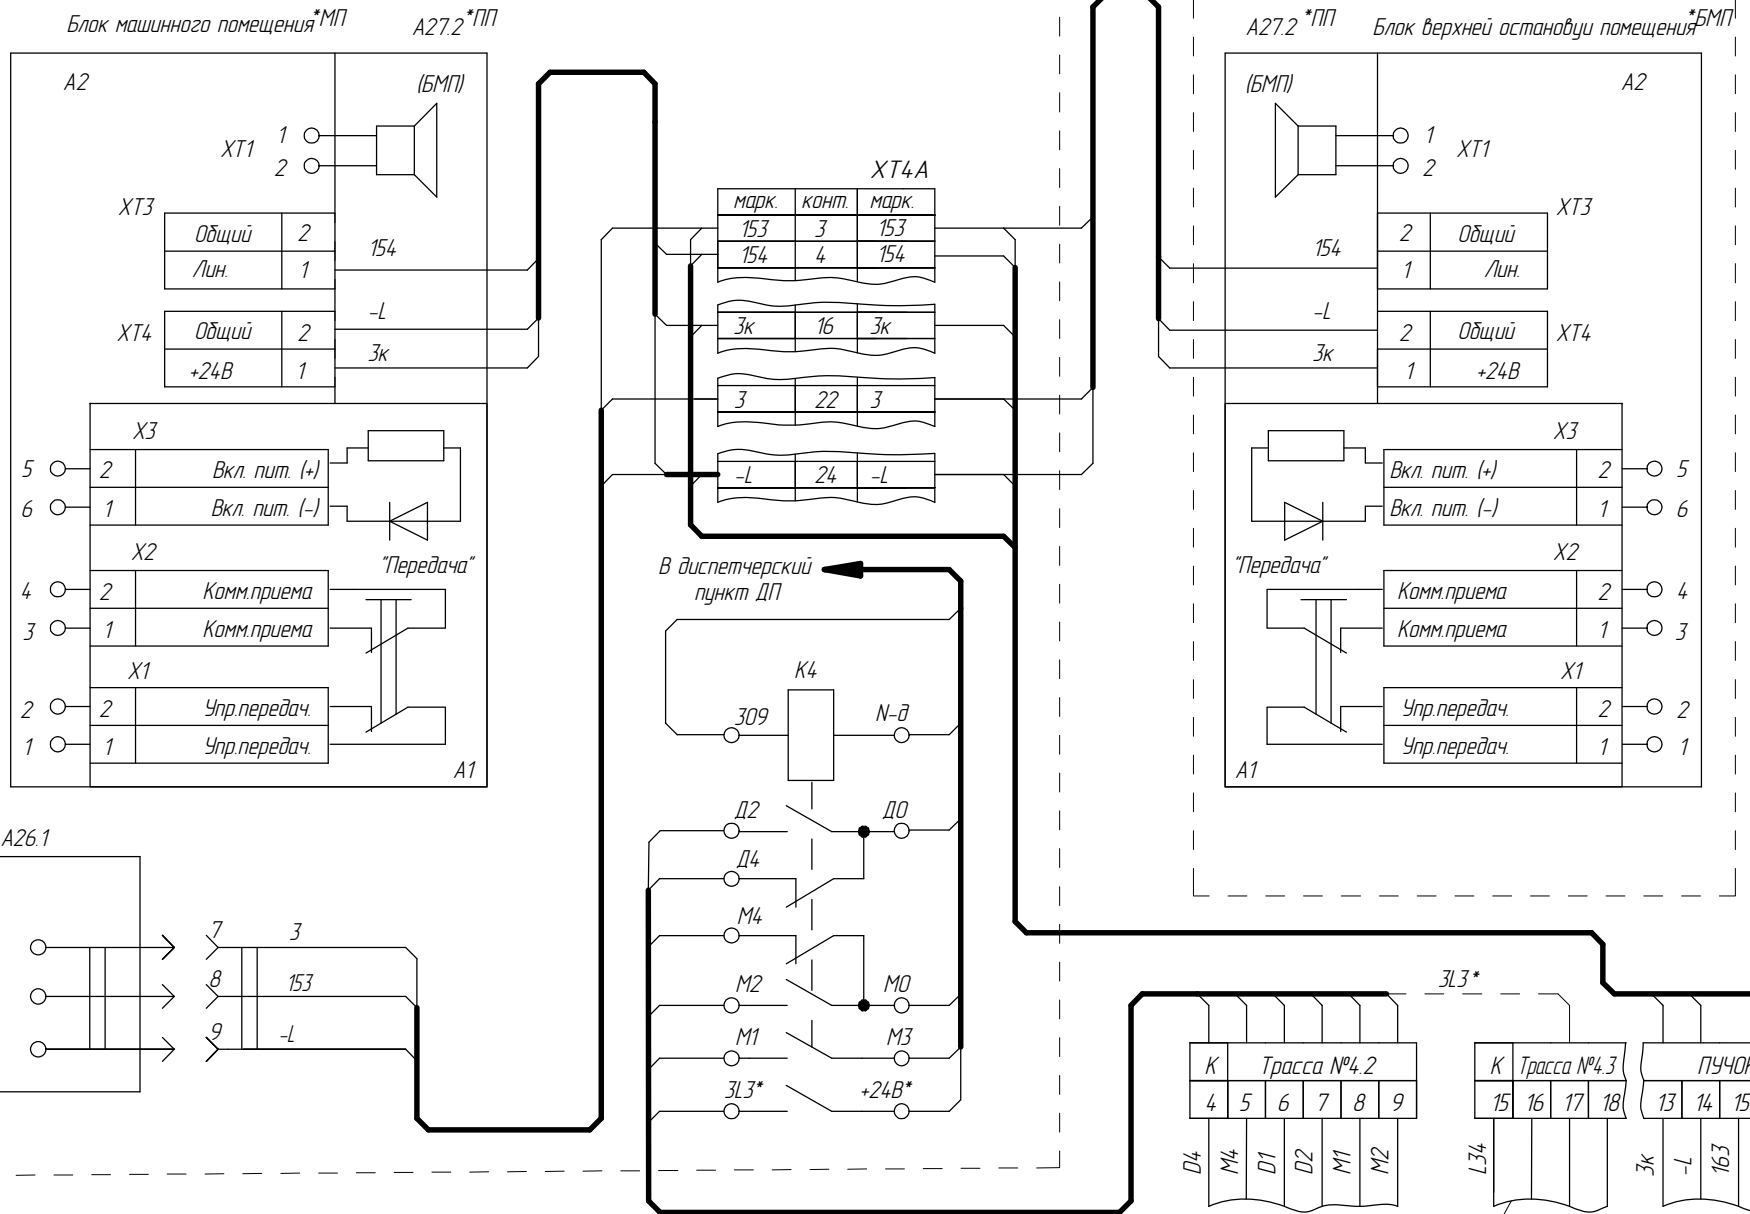 Блок машинного помещения*МП
А27.2*ПП
А2
(БМП)
ХТ1
1
2
ХТ3
Общий 2
Лин. 1
154
ХТ4
Общий 2
+24В 1
-L
3к
Х3
5 2 Вкл. пит. (+)
6 1 Вкл. пит. (-)
Х2
"Передача"
4 2 Комм.приема
3 1 Комм.приема
Х1
2 2 Упр.передач.
1 1 Упр.передач.
А1
А26.1
7 3
8 153
9 -L
ХТ4А
марк. конт. марк.
153 3 153
154 4 154
3к 16 3к
3 22 3
-L 24 -L
В диспетчерский
пункт ДП
К4
309 N-д
Д2 Д0
Д4
М4
М2 М0
М1 М3
3L3* +24В*
А27.2 *ПП
Блок верхней остановуи помещения*БМП
(БМП)
А2
1
2
ХТ1
ХТ3
154
2 Общий
1 Лин.
ХТ4
-L
3к
2 Общий
1 +24В
Х3
Вкл. пит. (+) 2 5
Вкл. пит. (-) 1 6
Х2
"Передача"
Комм.приема 2 4
Комм.приема 1 3
Х1
Упр.передач. 2 2
Упр.передач. 1 1
А1
3L3*
К Трасса №4.2
4 5 6 7 8 9
D4 М4 D1 D2 М1 М2
К Трасса №4.3
15 16 17 18
L34
ПУЧОК
13 14 15
3к -L 163